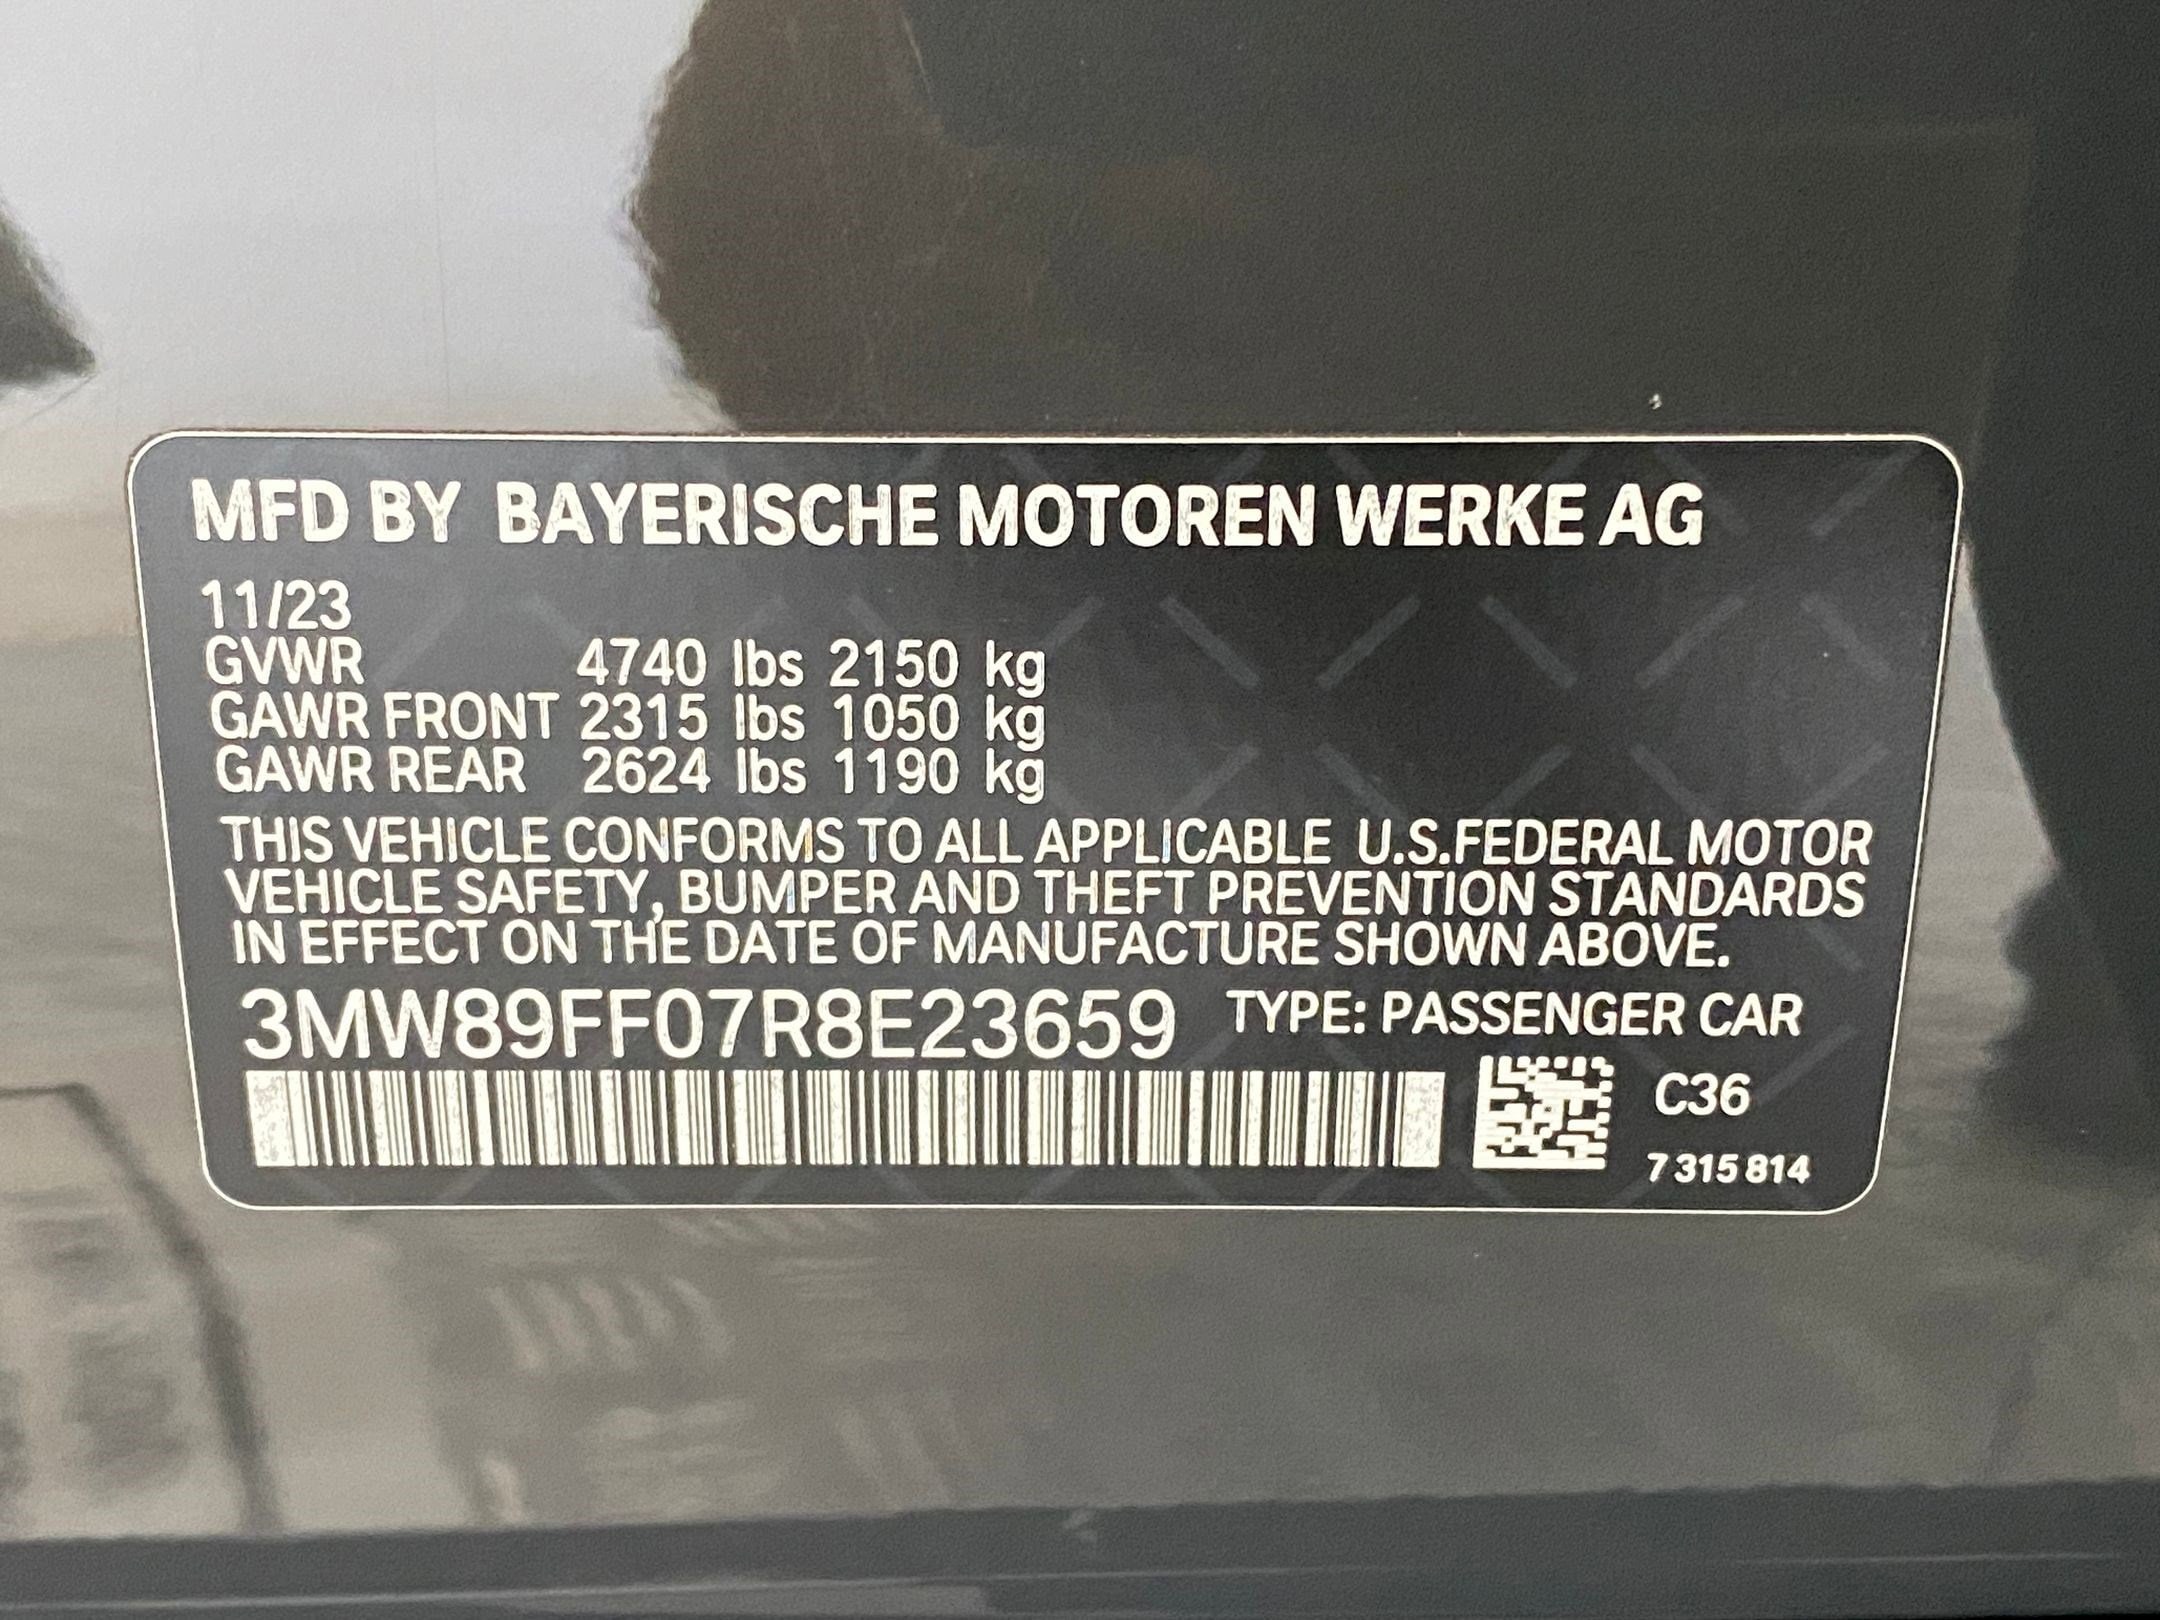 MFD BY BAYERISCHE MOTOREN WERKE AG
11/23
GVWR 4740 lbs 2150 kg
GAWR FRONT 2315 lbs 1050 kg
GAWR REAR 2624 lbs 1190 kg
THIS VEHICLE CONFORMS TO ALL APPLICABLE U.S.FEDERAL MOTOR
VEHICLE SAFETY, BUMPER AND THEFT PREVENTION STANDARDS
IN EFFECT ON THE DATE OF MANUFACTURE SHOWN ABOVE.
3MW89FF07R8E23659 TYPE: PASSENGER CAR
C36
7 315 814